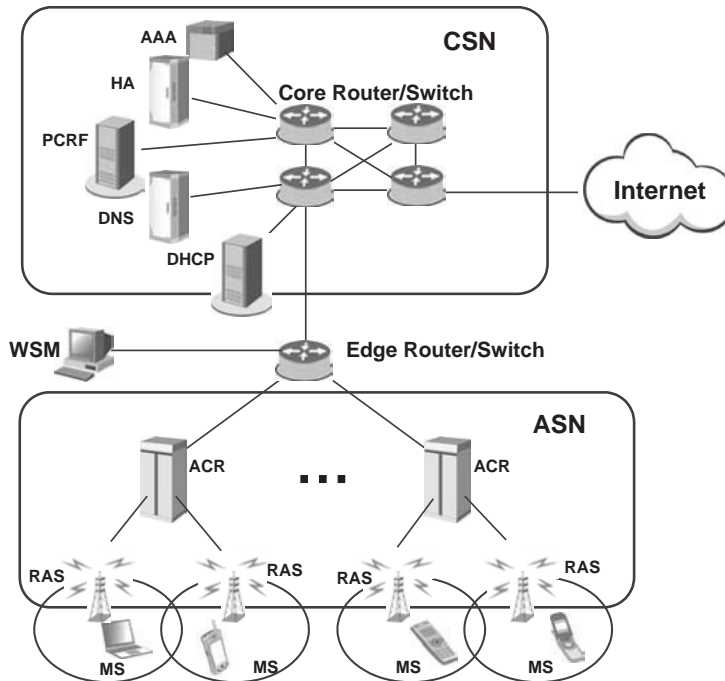 AAA
CSN
HA
Core Router/Switch
PCRF
Internet
DNS
DHCP
WSM
Edge Router/Switch
ASN
ACR
...
ACR
RAS
RAS
RAS
RAS
MS
MS
MS
MS